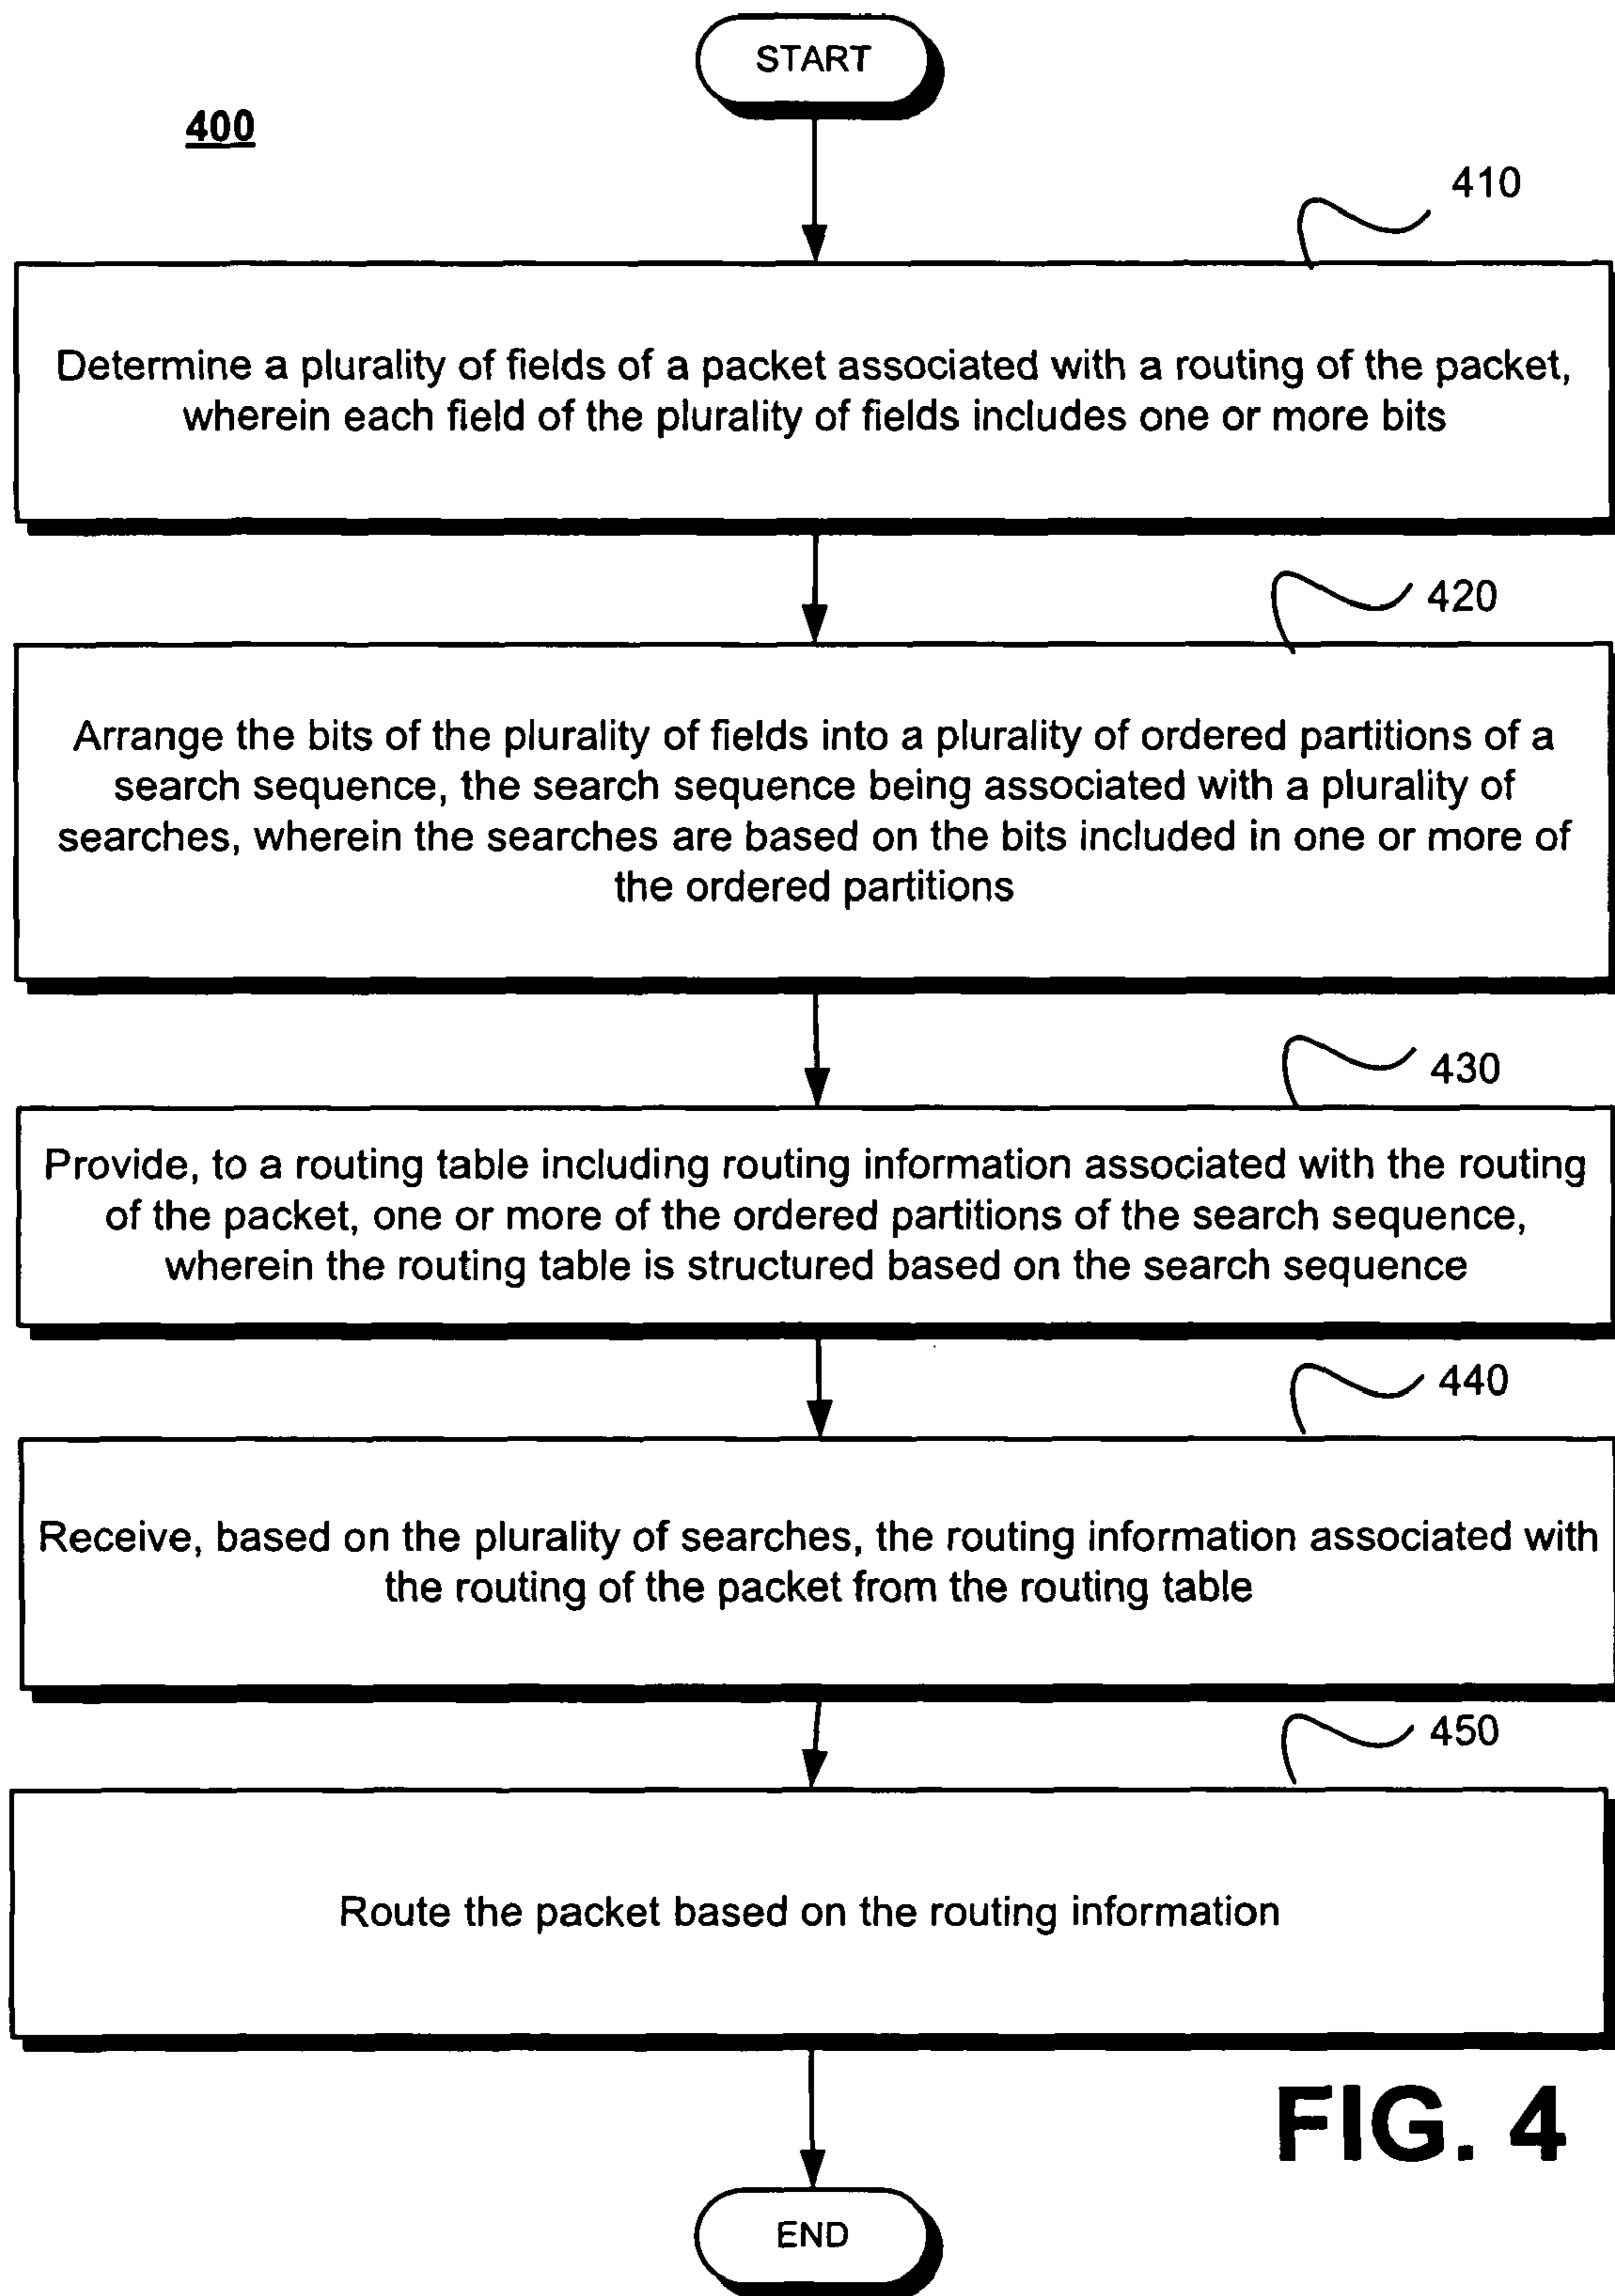 START
400
410
Determine a plurality of fields of a packet associated with a routing of the packet,
wherein each field of the plurality of fields includes one or more bits
420
Arrange the bits of the plurality of fields into a plurality of ordered partitions of a
search sequence, the search sequence being associated with a plurality of
searches, wherein the searches are based on the bits included in one or more of
the ordered partitions
430
Provide, to a routing table including routing information associated with the routing
of the packet, one or more of the ordered partitions of the search sequence,
wherein the routing table is structured based on the search sequence
440
Receive, based on the plurality of searches, the routing information associated with
the routing of the packet from the routing table
450
Route the packet based on the routing information
FIG. 4
END